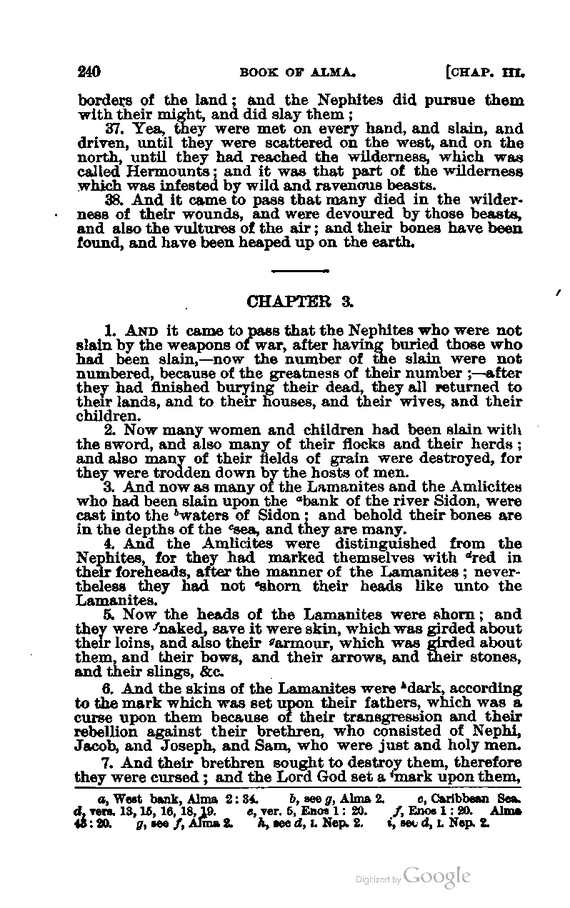 240 BOOK OF ALMA. [CHAP. III.
borders of the land; and the Nephites did pursue them
with their might, and did slay them;
37. Yea, they were met on every hand, and slain, and
driven, until they were scattered on the west, and on the
north, until they had reached the wilderness, which was
called Hermounts; and it was that part of the wilderness
which was infested by wild and ravenous beasts.
38. And it came to pass that many died in the wilder-
ness of their wounds, and were devoured by those beasts,
and also the vultures of the air; and their bones have been
found, and have been heaped up on the earth.
CHAPTER 3.
1. AND it came to pass that the Nephites who were not
slain by the weapons of war, after having buried those who
had been slain,—now the number of the slain were not
numbered, because of the greatness of their number;—after
they had finished burying their dead, they all returned to
their lands, and to their houses, and their wives, and their
children.
2. Now many women and children had been slain with
the sword, and also many of their flocks and their herds;
and also many of their fields of grain were destroyed, for
they were trodden down by the hosts of men.
3. And now as many of the Lamanites and the Amlicites
who had been slain upon the ᵃbank of the river Sidon, were
cast into the ᵇwaters of Sidon; and behold their bones are
in the depths of the ᶜsea, and they are many.
4. And the Amlicites were distinguished from the
Nephites, for they had marked themselves with ᵈred in
their foreheads, after the manner of the Lamanites; never-
theless they had not ᵉshorn their heads like unto the
Lamanites.
5. Now the heads of the Lamanites were shorn; and
they were ᶠnaked, save it were skin, which was girded about
their loins, and also their ᵍarmour, which was girded about
them, and their bows, and their arrows, and their stones,
and their slings, &c.
6. And the skins of the Lamanites were ʰdark, according
to the mark which was set upon their fathers, which was a
curse upon them because of their transgression and their
rebellion against their brethren, who consisted of Nephi,
Jacob, and Joseph, and Sam, who were just and holy men.
7. And their brethren sought to destroy them, therefore
they were cursed; and the Lord God set a ⁱmark upon them,
a, West bank, Alma 2:34. b, see g, Alma 2. c, Caribbean Sea.
d, vers. 13, 15, 16, 18, 19. e, ver. 5, Enos 1:20. f, Enos 1:20. Alma
43:20. g, see f, Alma 2. h, see d, 1. Nep. 2. i, see d, 1. Nep. 2.
Digitized by Google